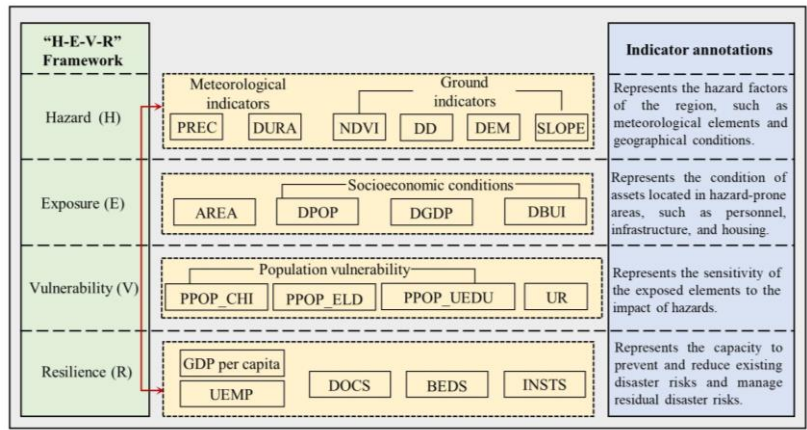 “H-E-V-R”
Framework
Indicator annotations
Hazard (H)
Meteorological
indicators
Ground
indicators
PREC
DURA
NDVI
DD
DEM
SLOPE
Represents the hazard factors
of the region, such as
meteorological elements and
geographical conditions.
Exposure (E)
Socioeconomic conditions
AREA
DPOP
DGDP
DBUI
Represents the condition of
assets located in hazard-prone
areas, such as personnel,
infrastructure, and housing.
Vulnerability (V)
Population vulnerability
PPOP_CHI
PPOP_ELD
PPOP_UEDU
UR
Represents the sensitivity of
the exposed elements to the
impact of hazards.
Resilience (R)
GDP per capita
UEMP
DOCS
BEDS
INSTS
Represents the capacity to
prevent and reduce existing
disaster risks and manage
residual disaster risks.